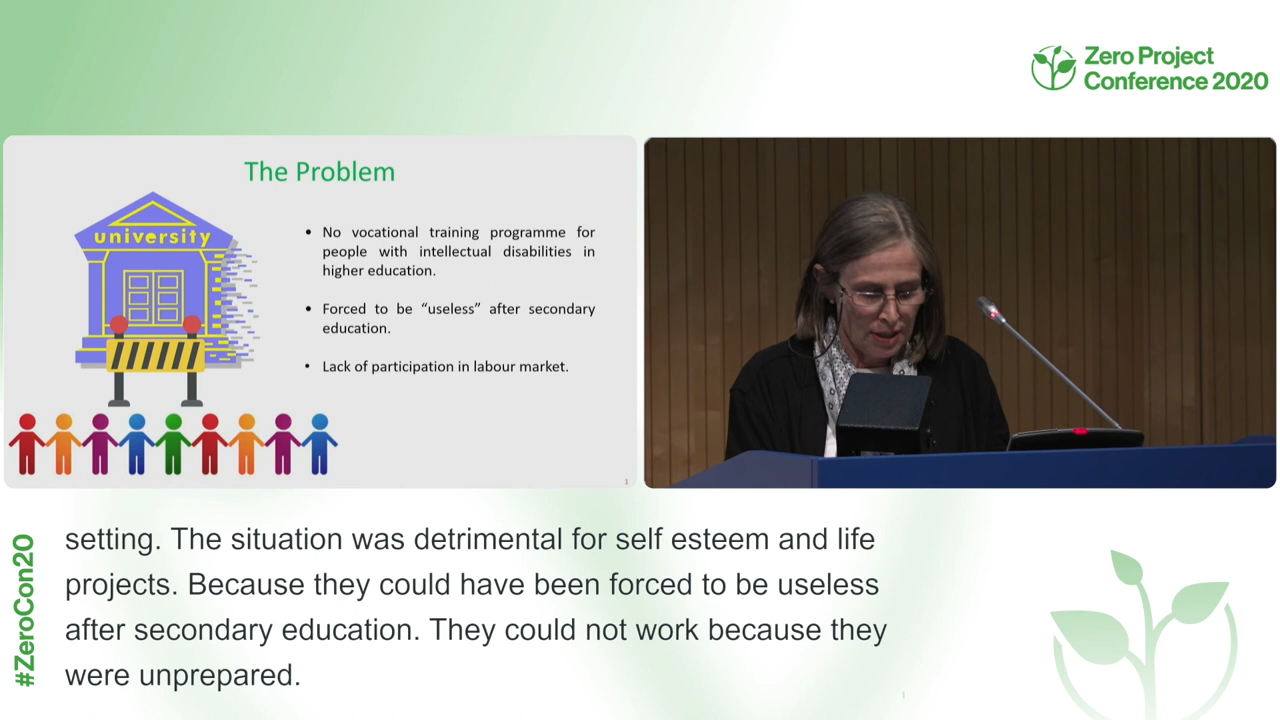 Zero Project
Conference 2020
The Problem
university
• No vocational training programme for
people with intellectual disabilities in
higher education.
• Forced to be “useless” after secondary
education.
• Lack of participation in labour market.
1
#ZeroCon20
setting. The situation was detrimental for self esteem and life
projects. Because they could have been forced to be useless
after secondary education. They could not work because they
were unprepared.